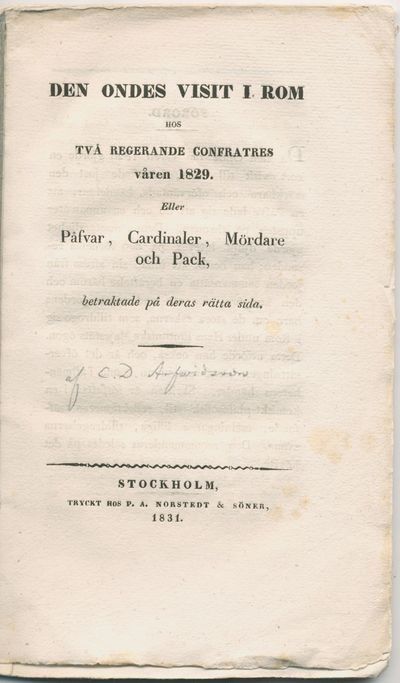 DEN ONDES VISIT I ROM
HOS
TVÅ REGERANDE CONFRATRES
våren 1829.
Eller
Påfvar, Cardinaler, Mördare
och Pack,
betraktade på deras rätta sida.
af C. D. Arfwidsson
STOCKHOLM,
TRYCKT HOS P. A. NORSTEDT & SÖNER,
1831.